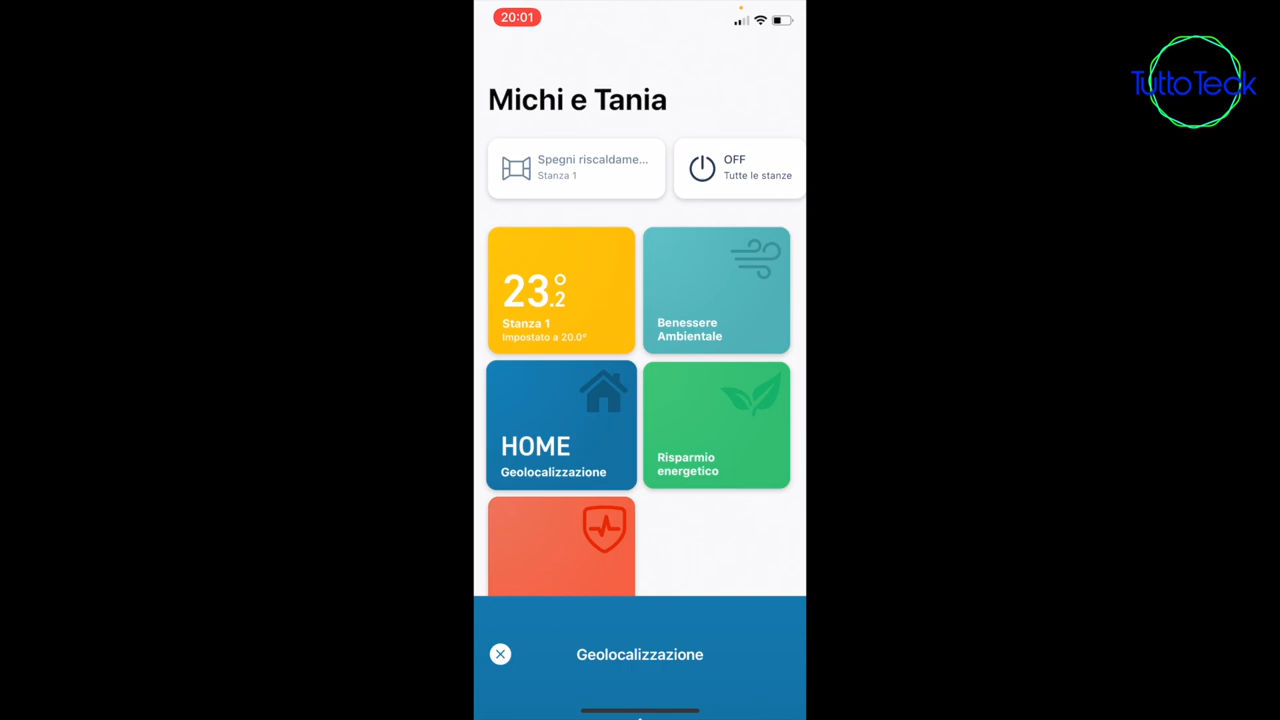 20:01
TuttoTeck
Michi e Tania
Spegni riscaldame...
Stanza 1
OFF
Tutte le stanze
23.2°
Stanza 1
Impostato a 20.0°
Benessere
Ambientale
HOME
Geolocalizzazione
Risparmio
energetico
Geolocalizzazione